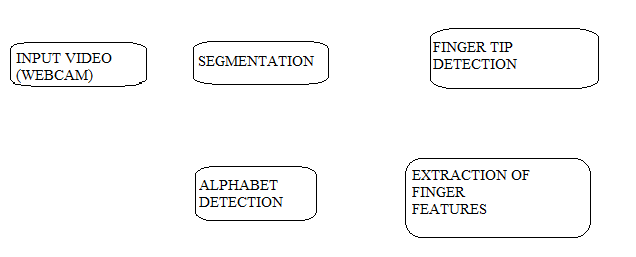 INPUT VIDEO
(WEBCAM)
SEGMENTATION
FINGER TIP
DETECTION
ALPHABET
DETECTION
EXTRACTION OF
FINGER
FEATURES